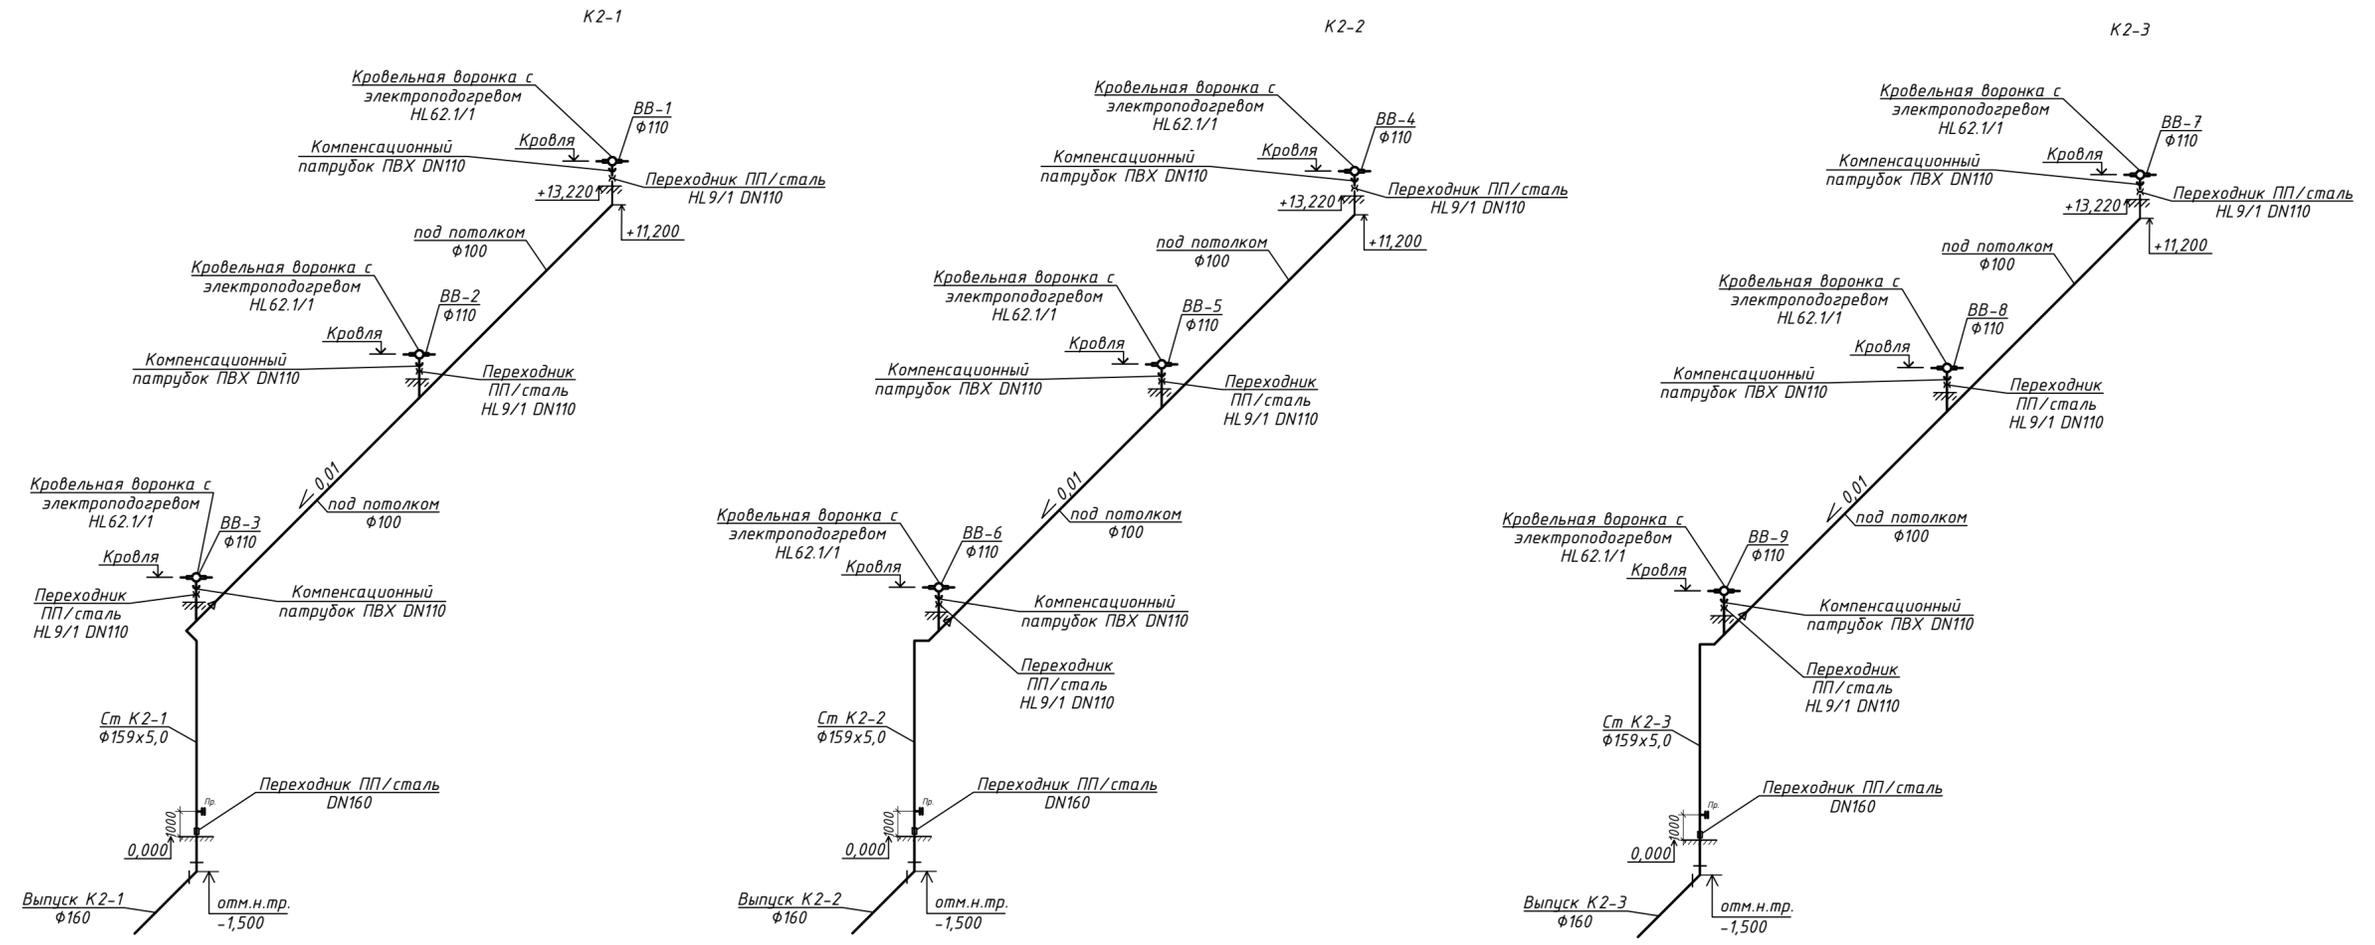 К2-1
Кровельная воронка с
электроподогревом
HL62.1/1
ВВ-1
Ф110
Кровля
Компенсационный
патрубок ПВХ DN110
Переходник ПП/сталь
HL9/1 DN110
+13,220
+11,200
под потолком
Ф100
Кровельная воронка с
электроподогревом
HL62.1/1
ВВ-2
Ф110
Кровля
Компенсационный
патрубок ПВХ DN110
Переходник
ПП/сталь
HL9/1 DN110
0,01
под потолком
Ф100
Кровельная воронка с
электроподогревом
HL62.1/1
ВВ-3
Ф110
Кровля
Переходник
ПП/сталь
HL9/1 DN110
Компенсационный
патрубок ПВХ DN110
Ст К2-1
Ф159х5,0
Переходник ПП/сталь
DN160
Пр.
1000
0,000
Выпуск К2-1
Ф160
отм.н.тр.
-1,500
К2-2
Кровельная воронка с
электроподогревом
HL62.1/1
ВВ-4
Ф110
Кровля
Компенсационный
патрубок ПВХ DN110
Переходник ПП/сталь
HL9/1 DN110
+13,220
+11,200
под потолком
Ф100
Кровельная воронка с
электроподогревом
HL62.1/1
ВВ-5
Ф110
Кровля
Компенсационный
патрубок ПВХ DN110
Переходник
ПП/сталь
HL9/1 DN110
0,01
под потолком
Ф100
Кровельная воронка с
электроподогревом
HL62.1/1
ВВ-6
Ф110
Кровля
Компенсационный
патрубок ПВХ DN110
Переходник
ПП/сталь
HL9/1 DN110
Ст К2-2
Ф159х5,0
Переходник ПП/сталь
DN160
Пр.
1000
0,000
Выпуск К2-2
Ф160
отм.н.тр.
-1,500
К2-3
Кровельная воронка с
электроподогревом
HL62.1/1
ВВ-7
Ф110
Кровля
Компенсационный
патрубок ПВХ DN110
Переходник ПП/сталь
HL9/1 DN110
+13,220
+11,200
под потолком
Ф100
Кровельная воронка с
электроподогревом
HL62.1/1
ВВ-8
Ф110
Кровля
Компенсационный
патрубок ПВХ DN110
Переходник
ПП/сталь
HL9/1 DN110
0,01
под потолком
Ф100
Кровельная воронка с
электроподогревом
HL62.1/1
ВВ-9
Ф110
Кровля
Компенсационный
патрубок ПВХ DN110
Переходник
ПП/сталь
HL9/1 DN110
Ст К2-3
Ф159х5,0
Переходник ПП/сталь
DN160
Пр.
1000
0,000
Выпуск К2-3
Ф160
отм.н.тр.
-1,500